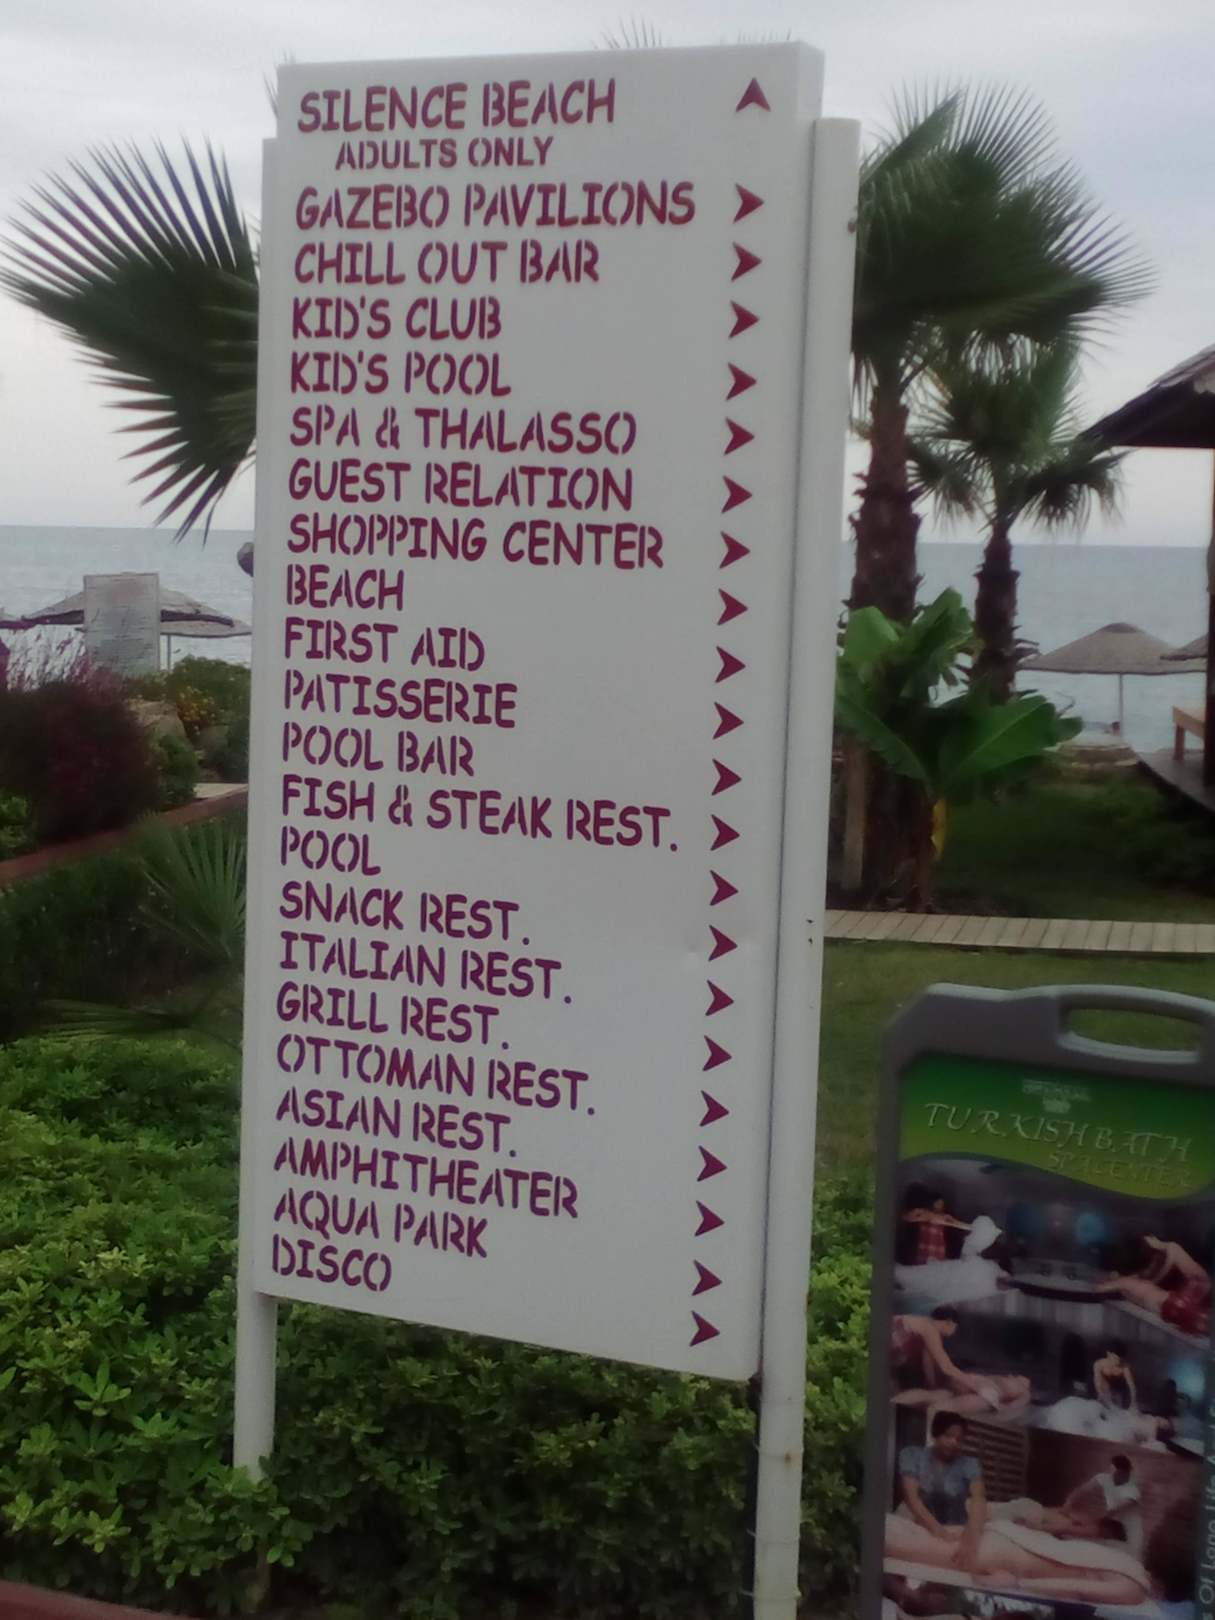 SILENCE BEACH
ADULTS ONLY
GAZEBO PAVILIONS
CHILL OUT BAR
KID'S CLUB
KID'S POOL
SPA & THALASSO
GUEST RELATION
SHOPPING CENTER
BEACH
FIRST AID
PATISSERIE
POOL BAR
FISH & STEAK REST.
POOL
SNACK REST.
ITALIAN REST.
GRILL REST.
OTTOMAN REST.
ASIAN REST.
AMPHITHEATER
AQUA PARK
DISCO
TURKISH BATH
SPA CENTER